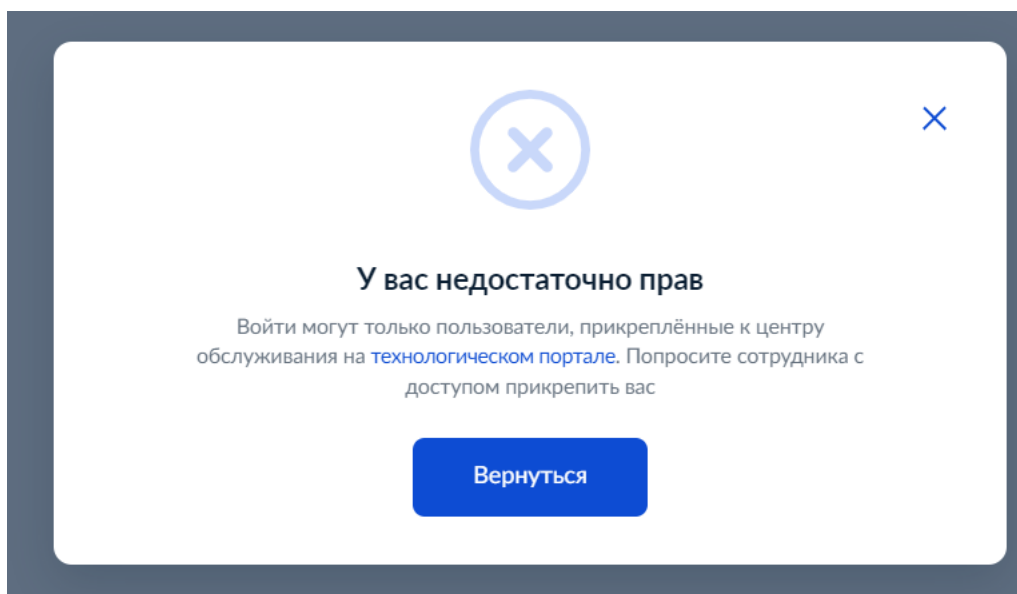 У вас недостаточно прав
Войти могут только пользователи, прикреплённые к центру
обслуживания на технологическом портале. Попросите сотрудника с
доступом прикрепить вас
Вернуться